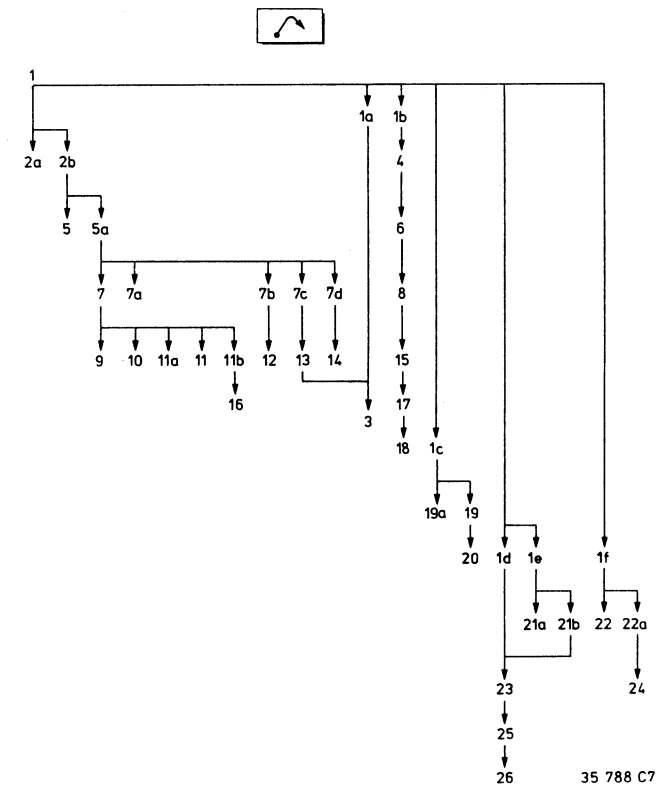 1
1a 1b
2a 2b 4
5 5a 6
7 7a 7b 7c 7d 8
9 10 11a 11 11b 12 13 14 15
16 17
3
18 1c
19a 19
20 1d 1e 1f
21a 21b 22 22a
23 24
25
26 35 788 C7